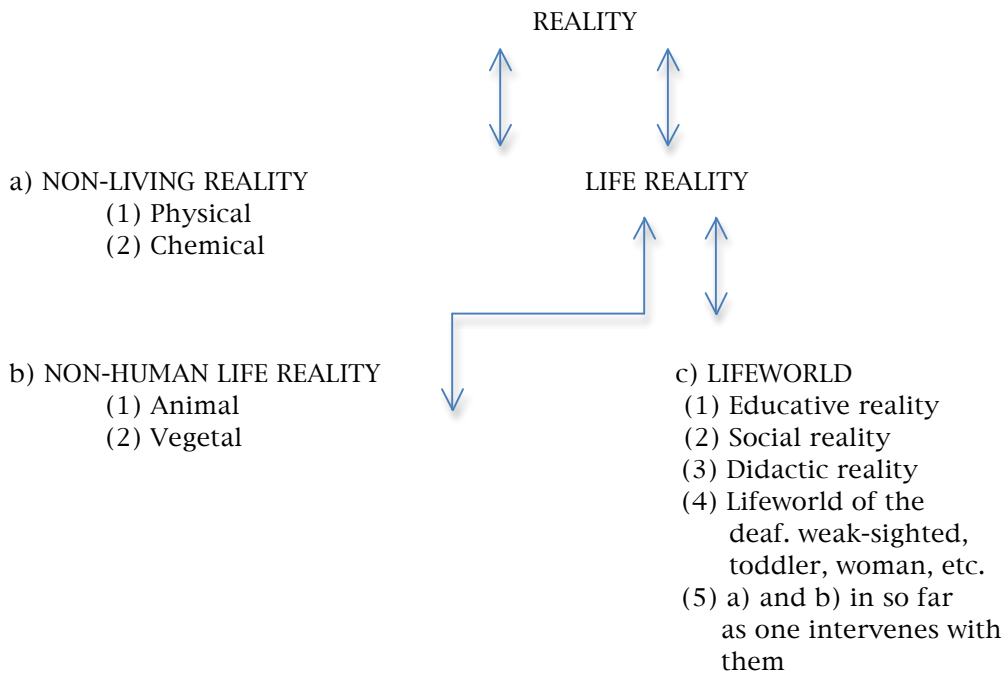 REALITY
a) NON-LIVING REALITY
(1) Physical
(2) Chemical
LIFE REALITY
b) NON-HUMAN LIFE REALITY
(1) Animal
(2) Vegetal
c) LIFEWORLD
(1) Educative reality
(2) Social reality
(3) Didactic reality
(4) Lifeworld of the
deaf. weak-sighted,
toddler, woman, etc.
(5) a) and b) in so far
as one intervenes with
them